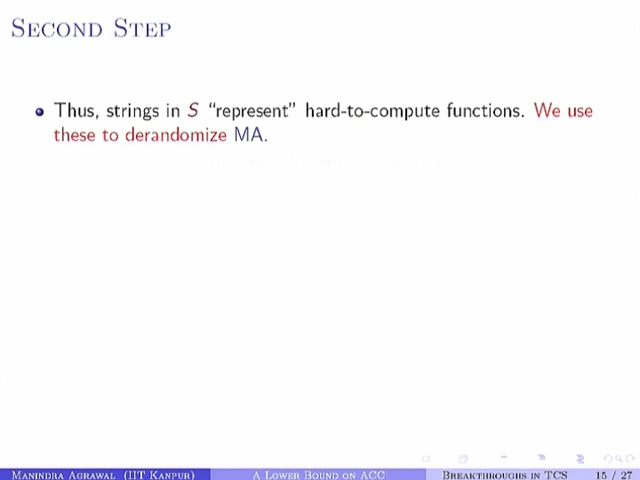 SECOND STEP
Thus, strings in S “represent” hard-to-compute functions. We use
these to derandomize MA.
MANINDRA AGRAWAL (IIT KANPUR) A LOWER BOUND ON ACC BREAKTHROUGHS IN TCS 15 / 27